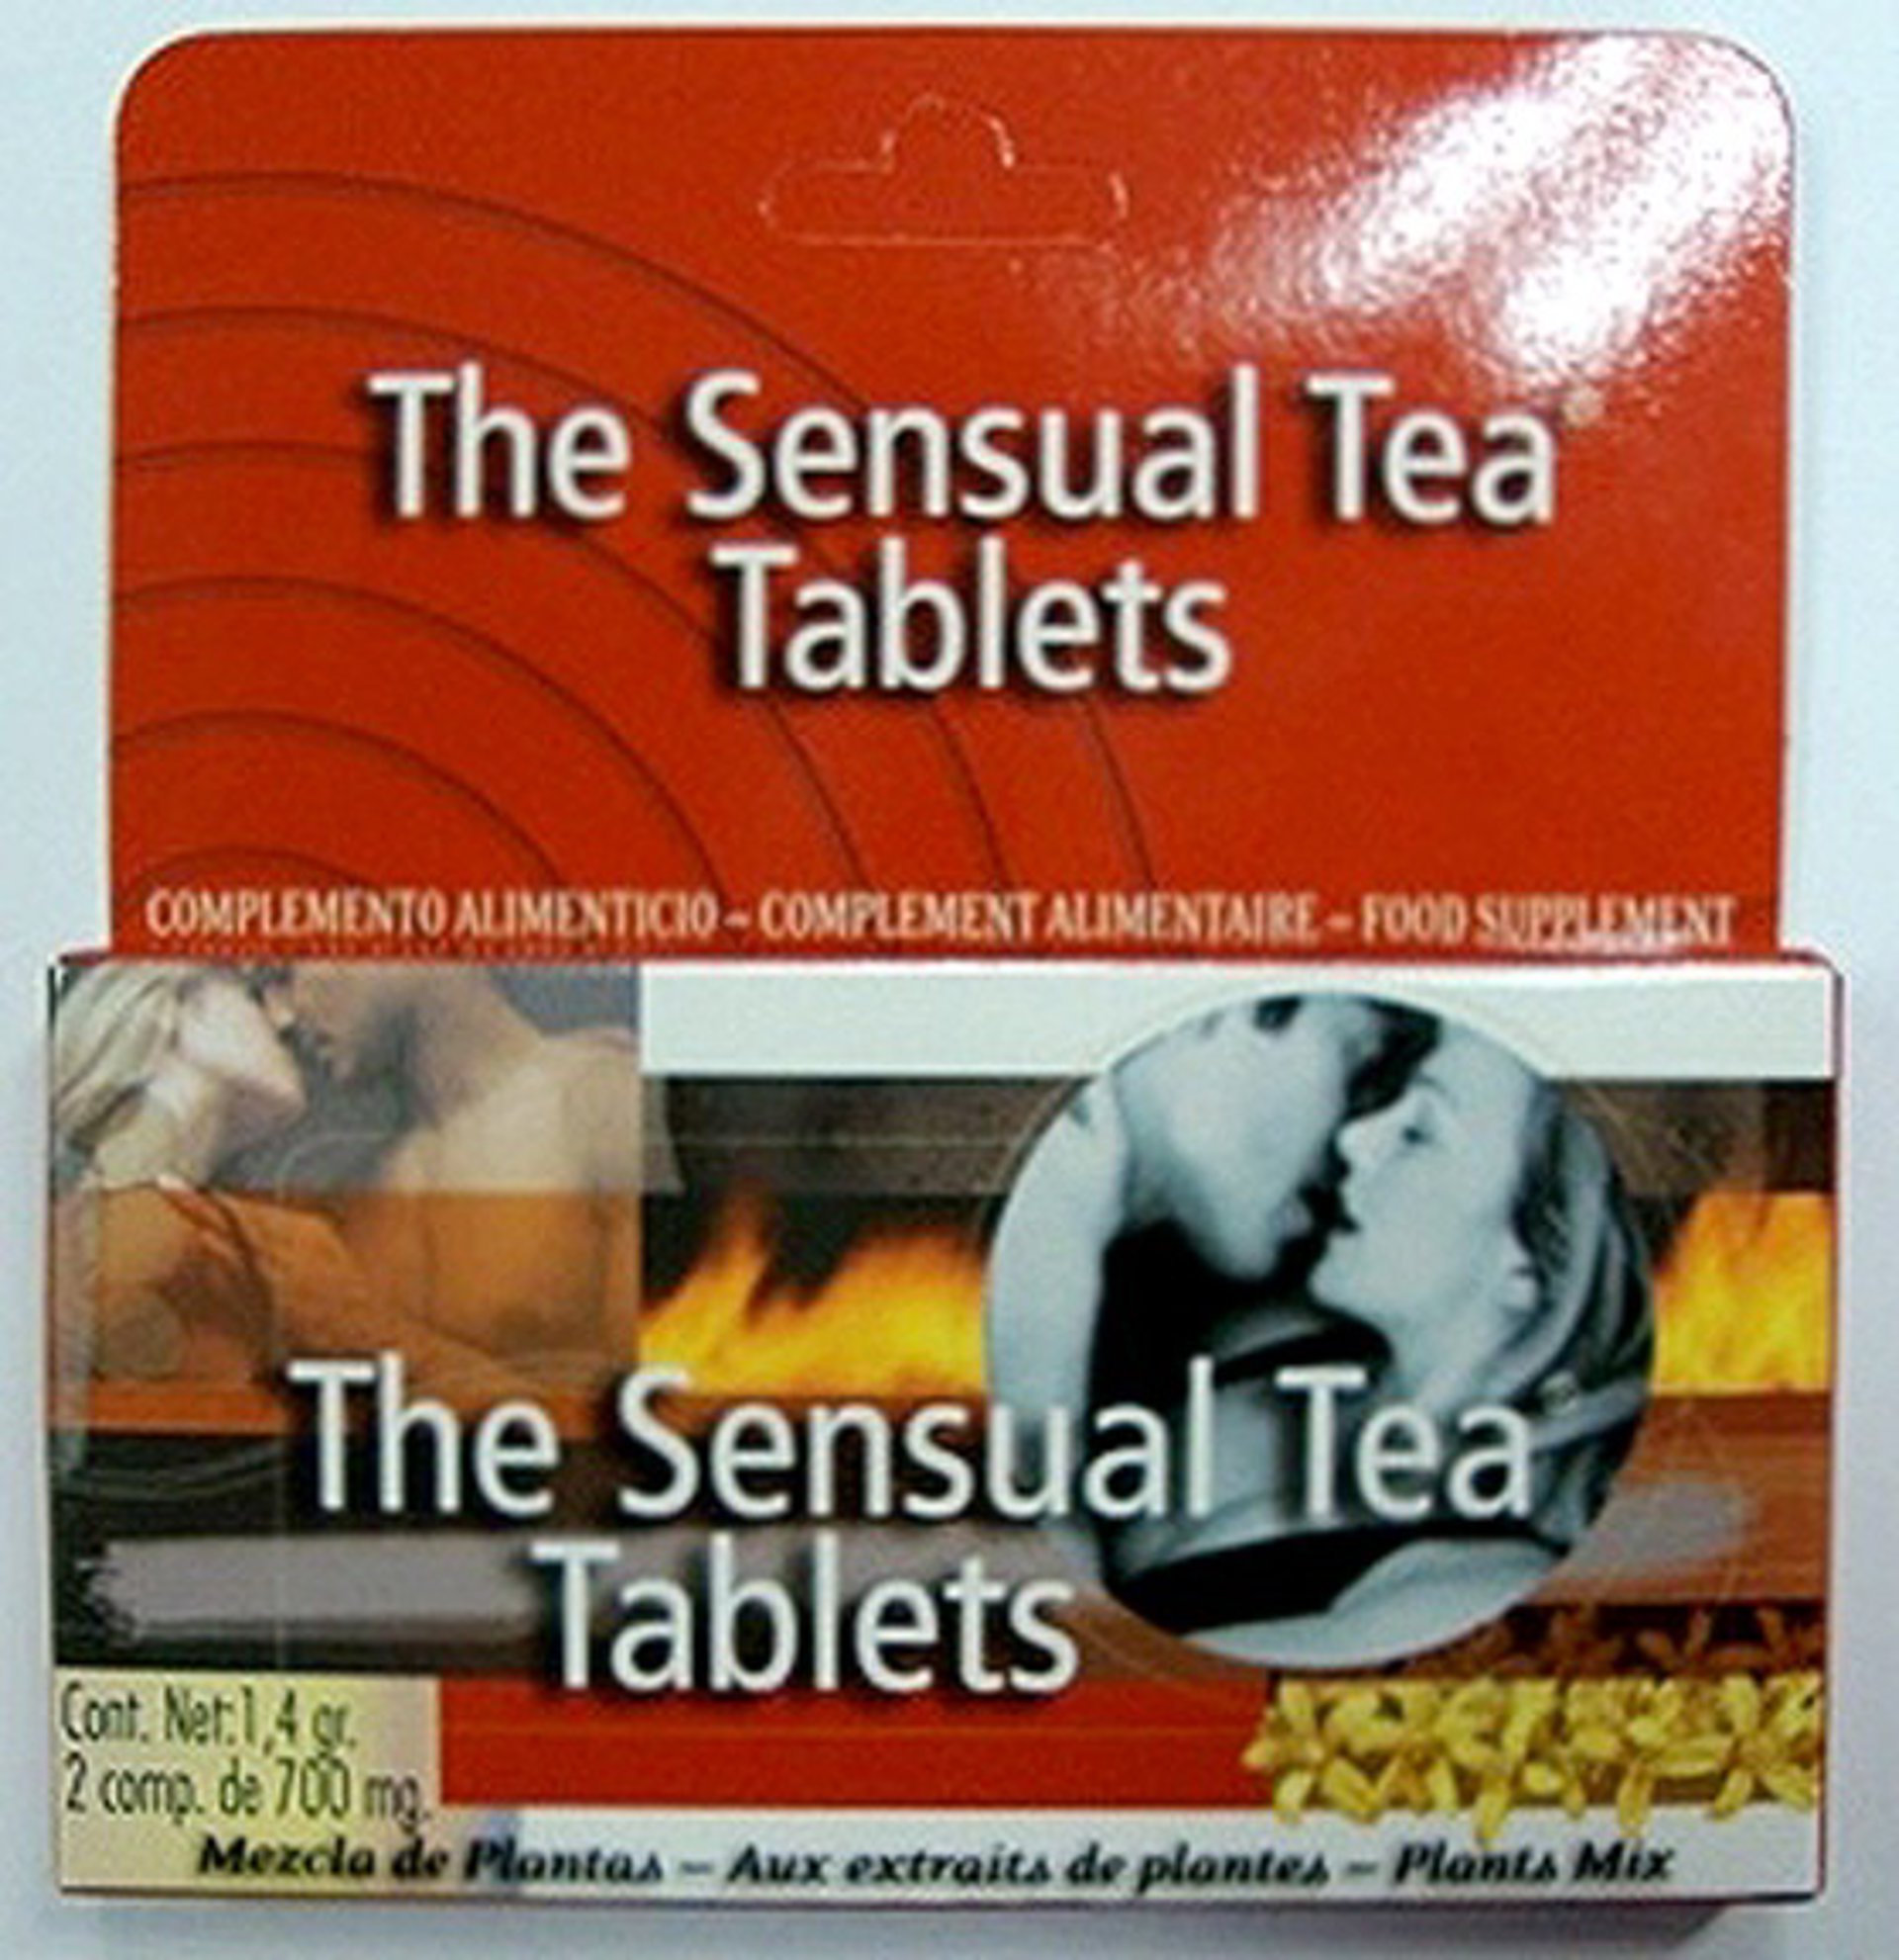 The Sensual Tea
Tablets
COMPLEMENTO ALIMENTICIO – COMPLEMENT ALIMENTAIRE – FOOD SUPPLEMENT
The Sensual Tea
Tablets
Cont. Net:1,4 gr.
2 comp. de 700 mg.
Mezcla de Plantas – Aux extraits de plantes – Plants Mix